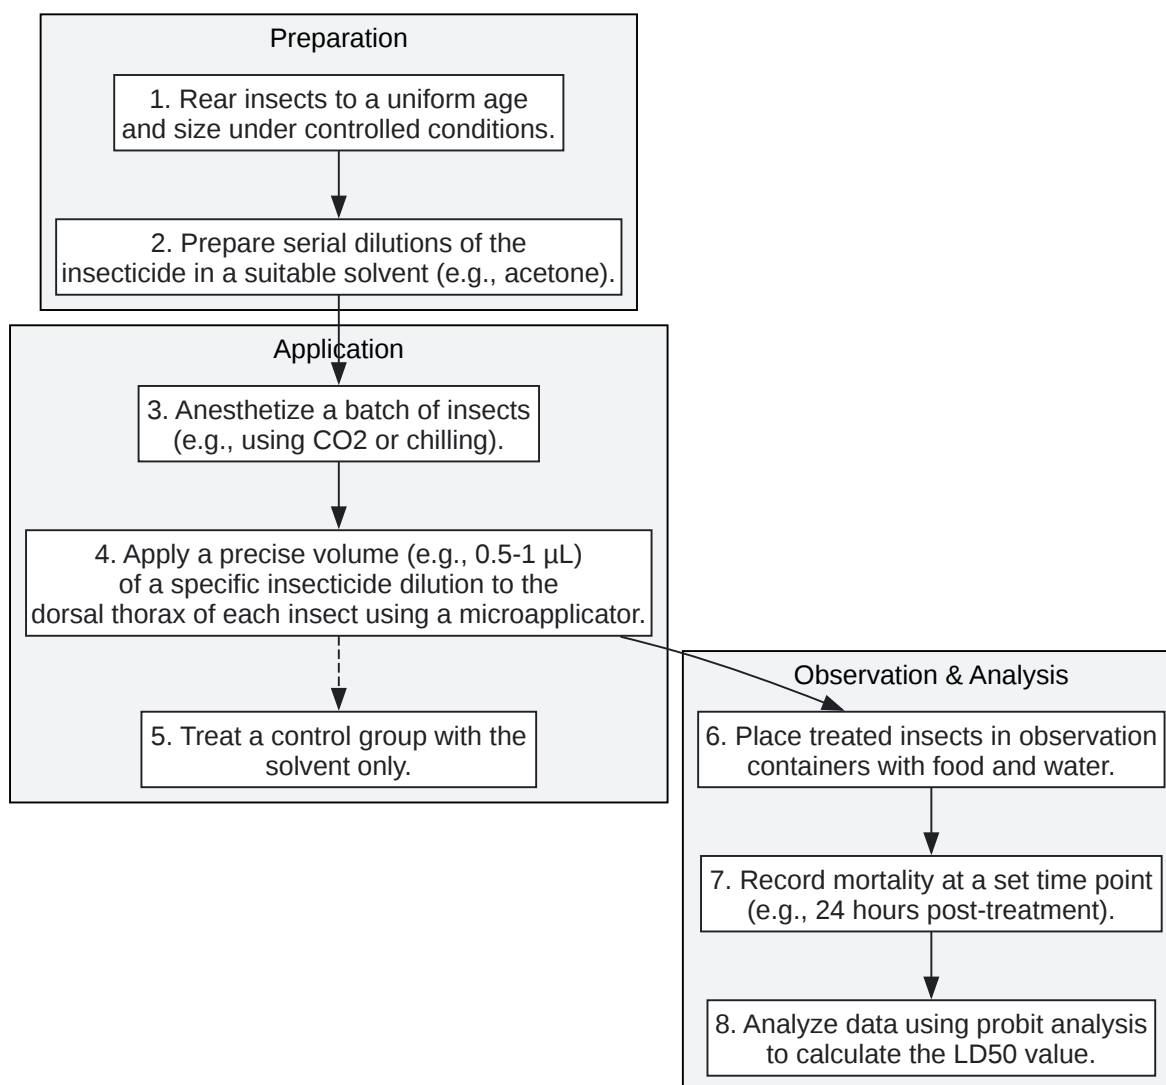 Preparation
1. Rear insects to a uniform age
and size under controlled conditions.
2. Prepare serial dilutions of the
insecticide in a suitable solvent (e.g., acetone).
Application
3. Anesthetize a batch of insects
(e.g., using CO2 or chilling).
4. Apply a precise volume (e.g., 0.5-1 µL)
of a specific insecticide dilution to the
dorsal thorax of each insect using a microapplicator.
5. Treat a control group with the
solvent only.
Observation & Analysis
6. Place treated insects in observation
containers with food and water.
7. Record mortality at a set time point
(e.g., 24 hours post-treatment).
8. Analyze data using probit analysis
to calculate the LD50 value.